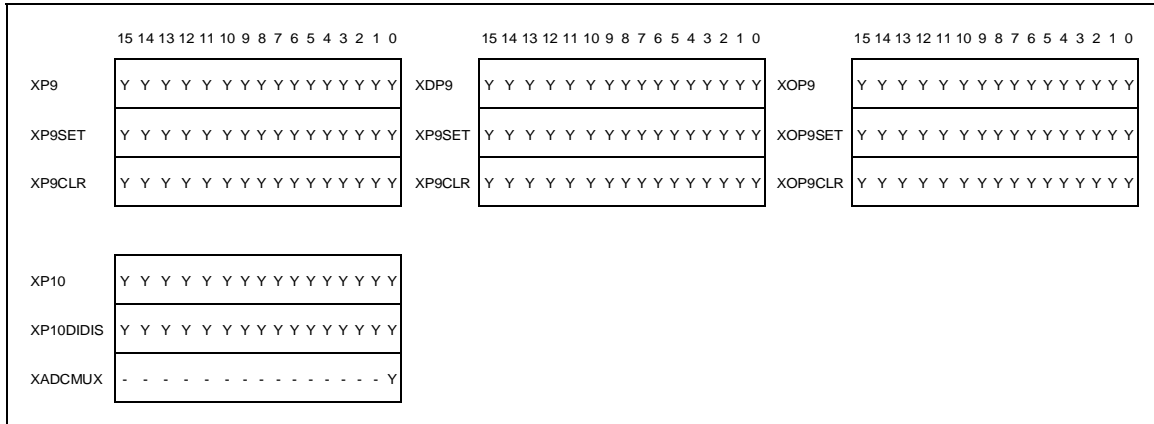 15 14 13 12 11 10 9 8 7 6 5 4 3 2 1 0 15 14 13 12 11 10 9 8 7 6 5 4 3 2 1 0 15 14 13 12 11 10 9 8 7 6 5 4 3 2 1 0
XP9 Y Y Y Y Y Y Y Y Y Y Y Y Y Y Y Y XDP9 Y Y Y Y Y Y Y Y Y Y Y Y Y Y Y Y XOP9 Y Y Y Y Y Y Y Y Y Y Y Y Y Y Y Y
XP9SET Y Y Y Y Y Y Y Y Y Y Y Y Y Y Y Y XP9SET Y Y Y Y Y Y Y Y Y Y Y Y Y Y Y Y XOP9SET Y Y Y Y Y Y Y Y Y Y Y Y Y Y Y Y
XP9CLR Y Y Y Y Y Y Y Y Y Y Y Y Y Y Y Y XP9CLR Y Y Y Y Y Y Y Y Y Y Y Y Y Y Y Y XOP9CLR Y Y Y Y Y Y Y Y Y Y Y Y Y Y Y Y
XP10 Y Y Y Y Y Y Y Y Y Y Y Y Y Y Y Y
XP10DIDIS Y Y Y Y Y Y Y Y Y Y Y Y Y Y Y Y
XADCMUX - - - - - - - - - - - - - - - Y